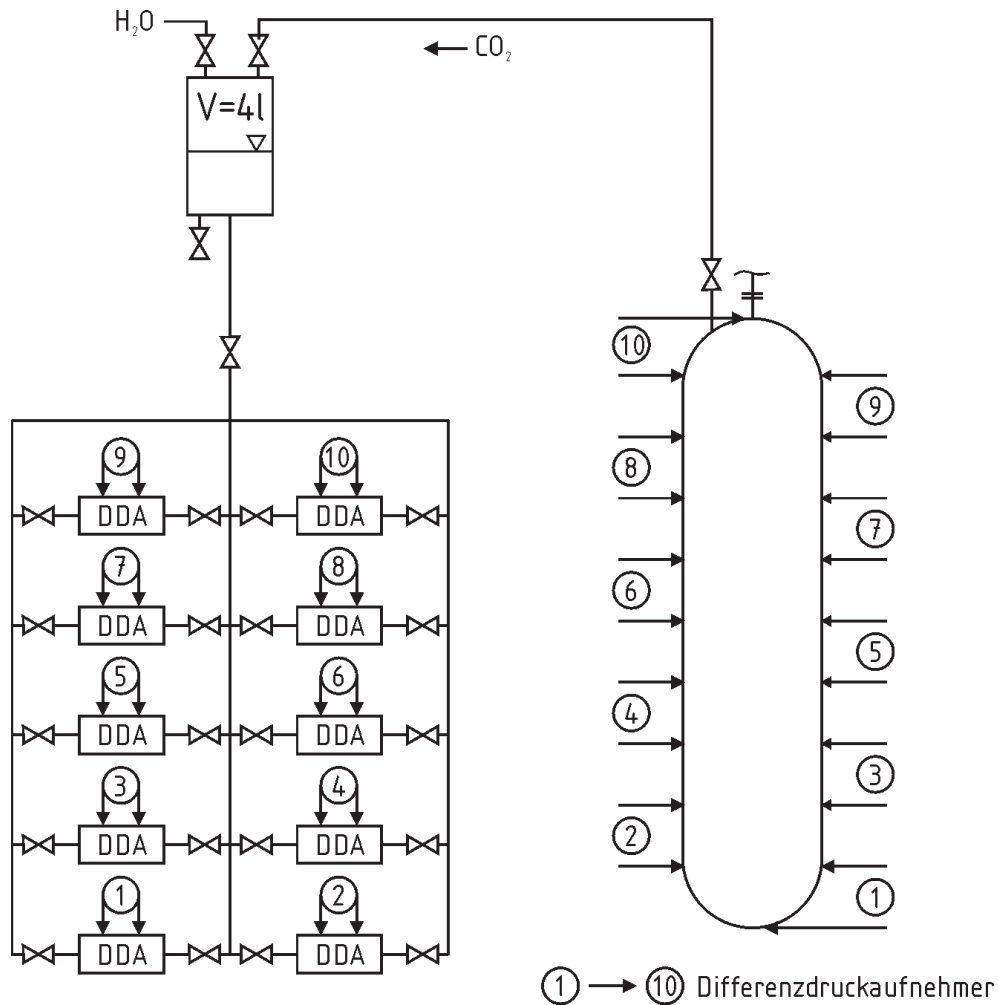 H₂O
CO₂
V=4l
10
9
8
7
6
5
4
3
2
1
9 10
DDA DDA
7 8
DDA DDA
5 6
DDA DDA
3 4
DDA DDA
1 2
DDA DDA
1 → 10 Differenzdruckaufnehmer